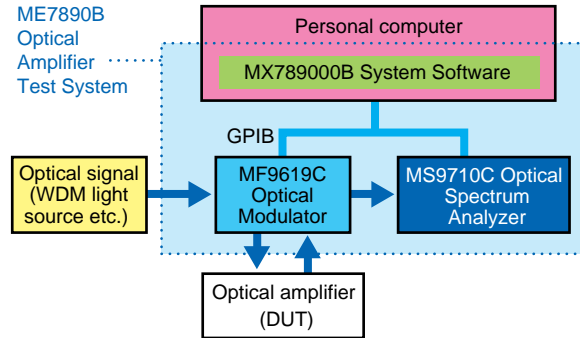 ME7890B
Optical
Amplifier
Test System
Personal computer
MX789000B System Software
GPIB
Optical signal
(WDM light
source etc.)
MF9619C
Optical
Modulator
MS9710C Optical
Spectrum
Analyzer
Optical amplifier
(DUT)